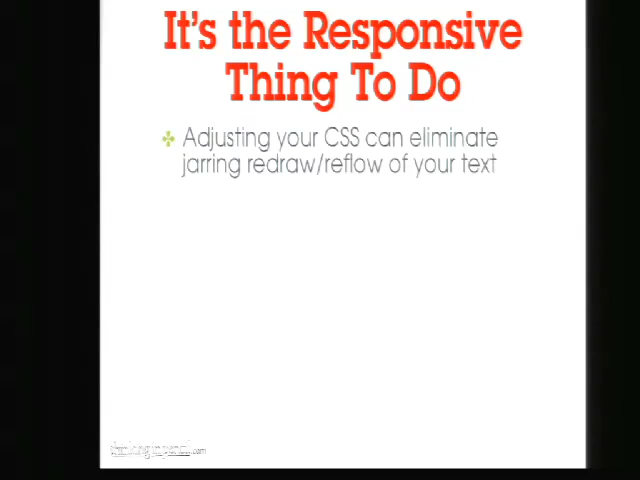 It's the Responsive
Thing To Do
Adjusting your CSS can eliminate
jarring redraw/reflow of your text